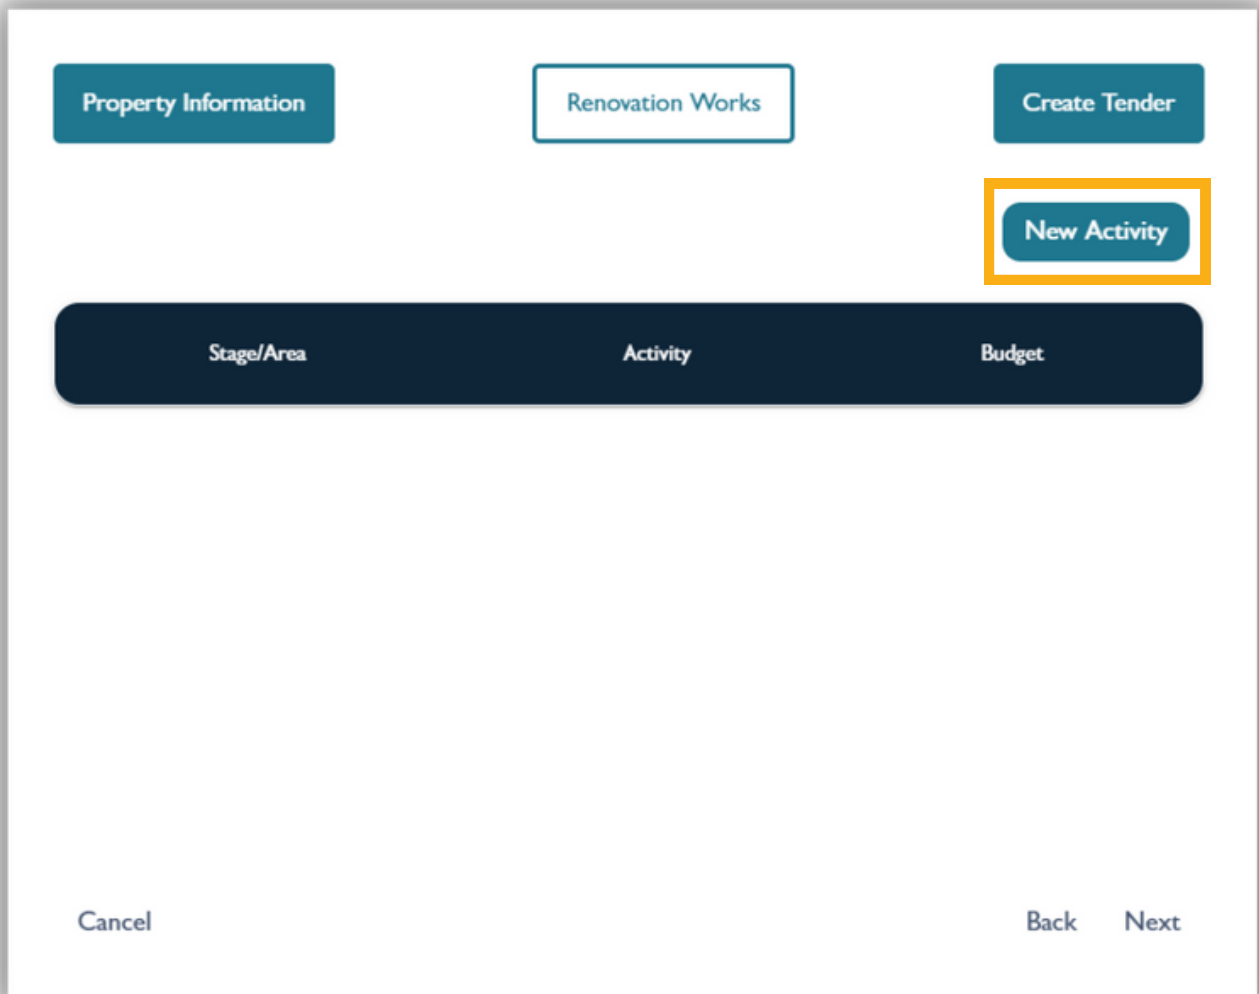 Property Information
Renovation Works
Create Tender
New Activity
Stage/Area
Activity
Budget
Cancel
Back
Next